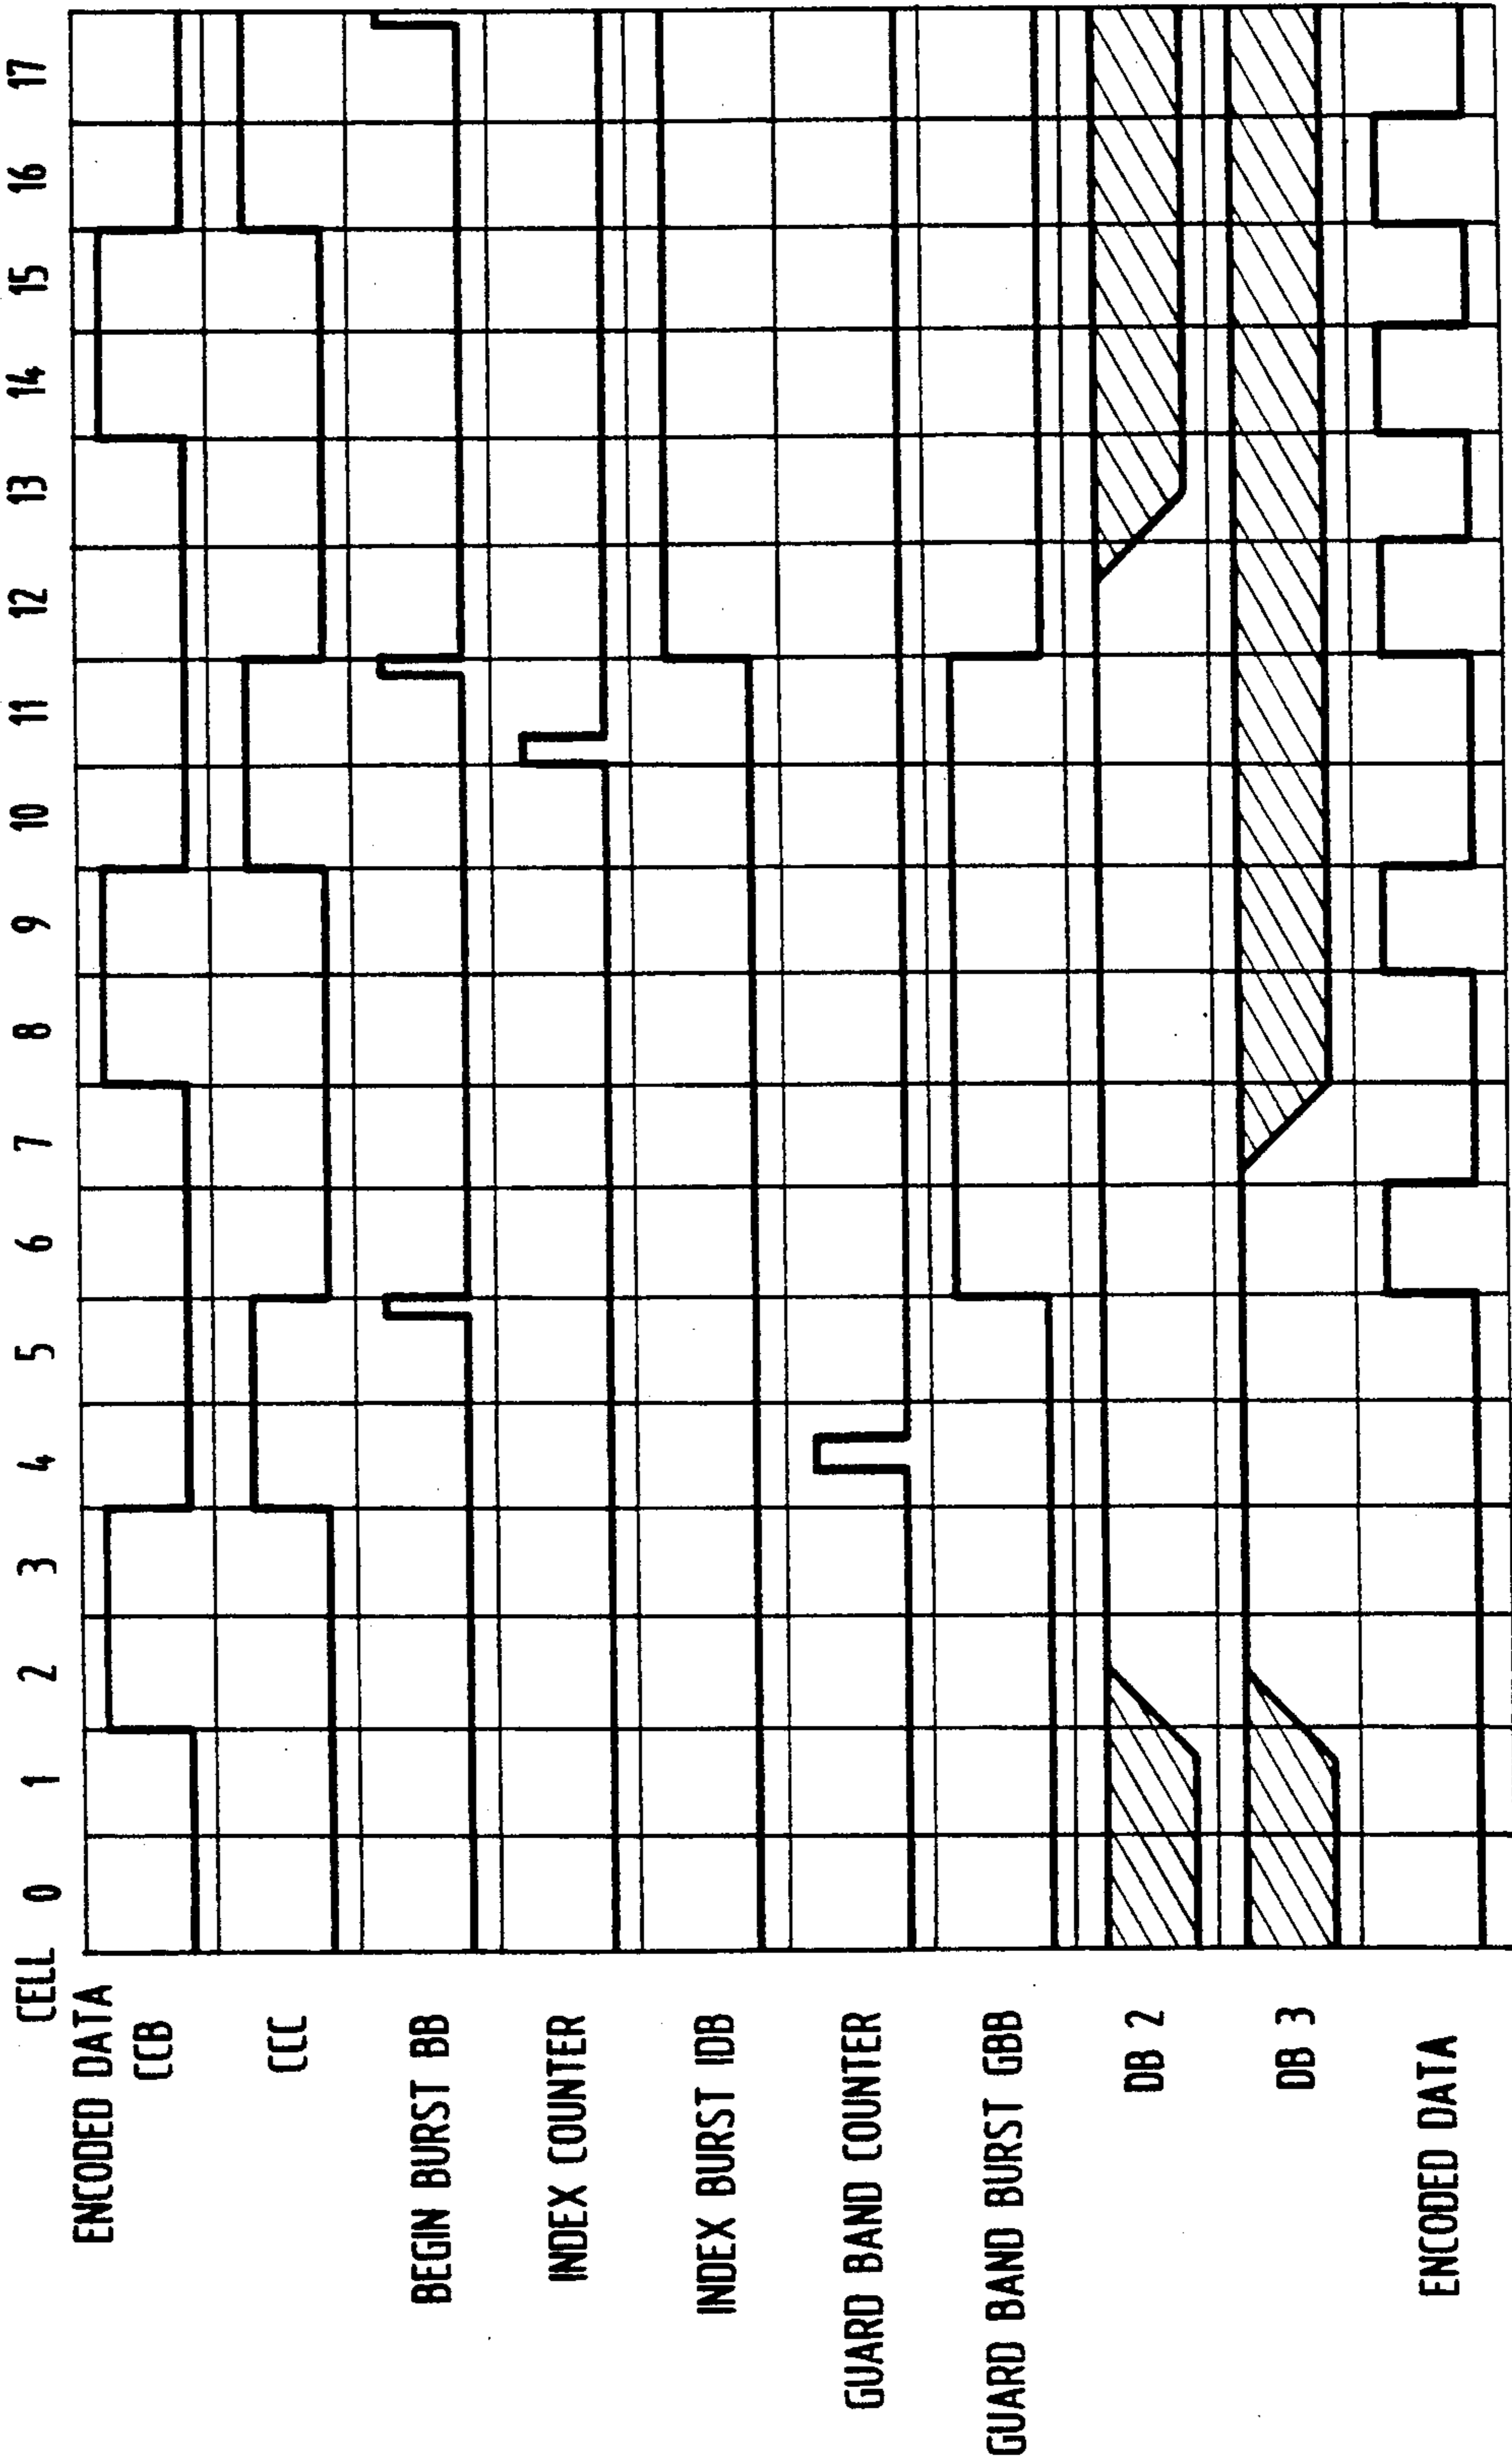 CELL 0 1 2 3 4 5 6 7 8 9 10 11 12 13 14 15 16 17
ENCODED DATA
CCB
CCC
BEGIN BURST BB
INDEX COUNTER
INDEX BURST IDB
GUARD BAND COUNTER
GUARD BAND BURST GBB
DB 2
DB 3
ENCODED DATA